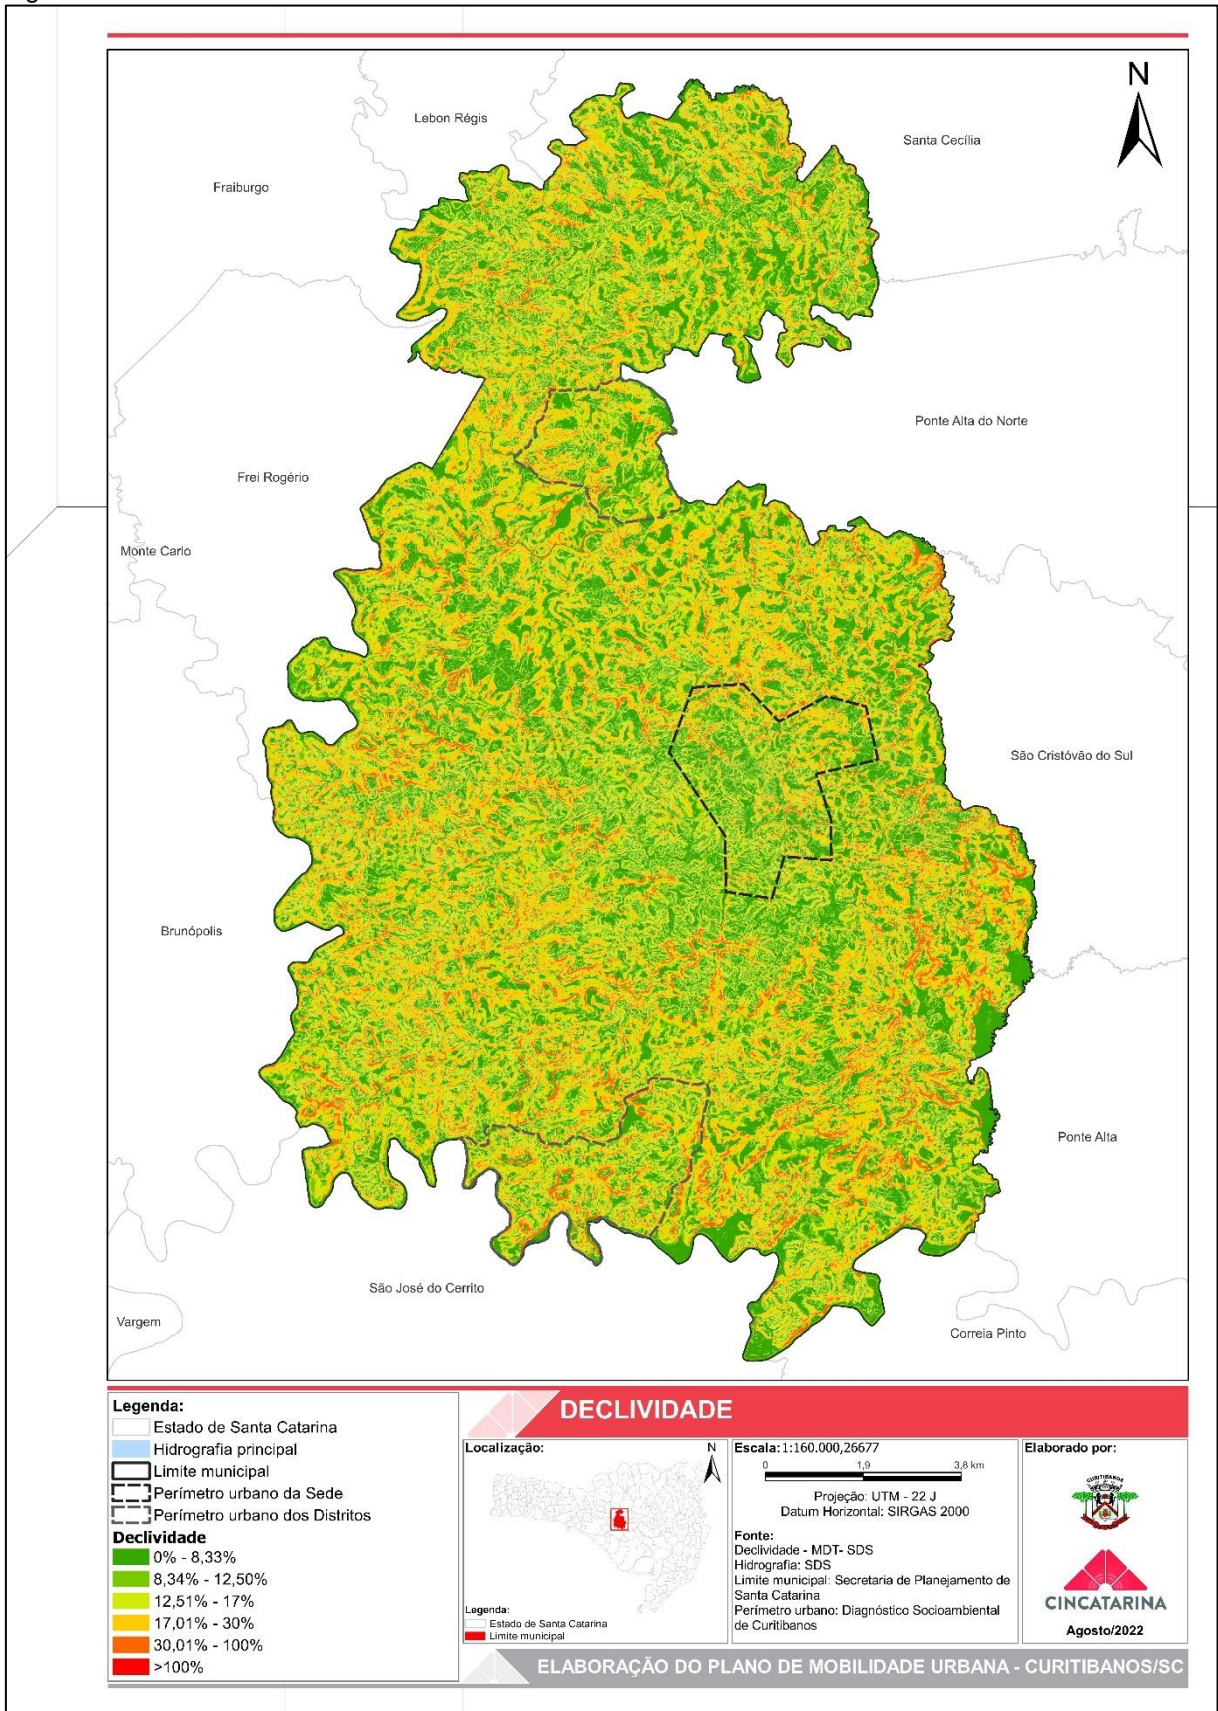 N
Lebon Régis
Santa Cecília
Fraiburgo
Ponte Alta do Norte
Frei Rogério
Monte Carlo
São Cristóvão do Sul
Brunópolis
Ponte Alta
São José do Cerrito
Vargem
Correia Pinto
DECLIVIDADE
Legenda:
Estado de Santa Catarina
Hidrografia principal
Limite municipal
Perímetro urbano da Sede
Perímetro urbano dos Distritos
Declividade
0% - 8,33%
8,34% - 12,50%
12,51% - 17%
17,01% - 30%
30,01% - 100%
>100%
Localização:
N
Legenda:
Estado de Santa Catarina
Limite municipal
Escala: 1:160.000,26677
0 1,9 3,8 km
Projeção: UTM - 22 J
Datum Horizontal: SIRGAS 2000
Fonte:
Declividade - MDT- SDS
Hidrografia: SDS
Limite municipal: Secretaria de Planejamento de
Santa Catarina
Perímetro urbano: Diagnóstico Socioambiental
de Curitibanos
Elaborado por:
CURITIBANOS
CINCATARINA
Agosto/2022
ELABORAÇÃO DO PLANO DE MOBILIDADE URBANA - CURITIBANOS/SC